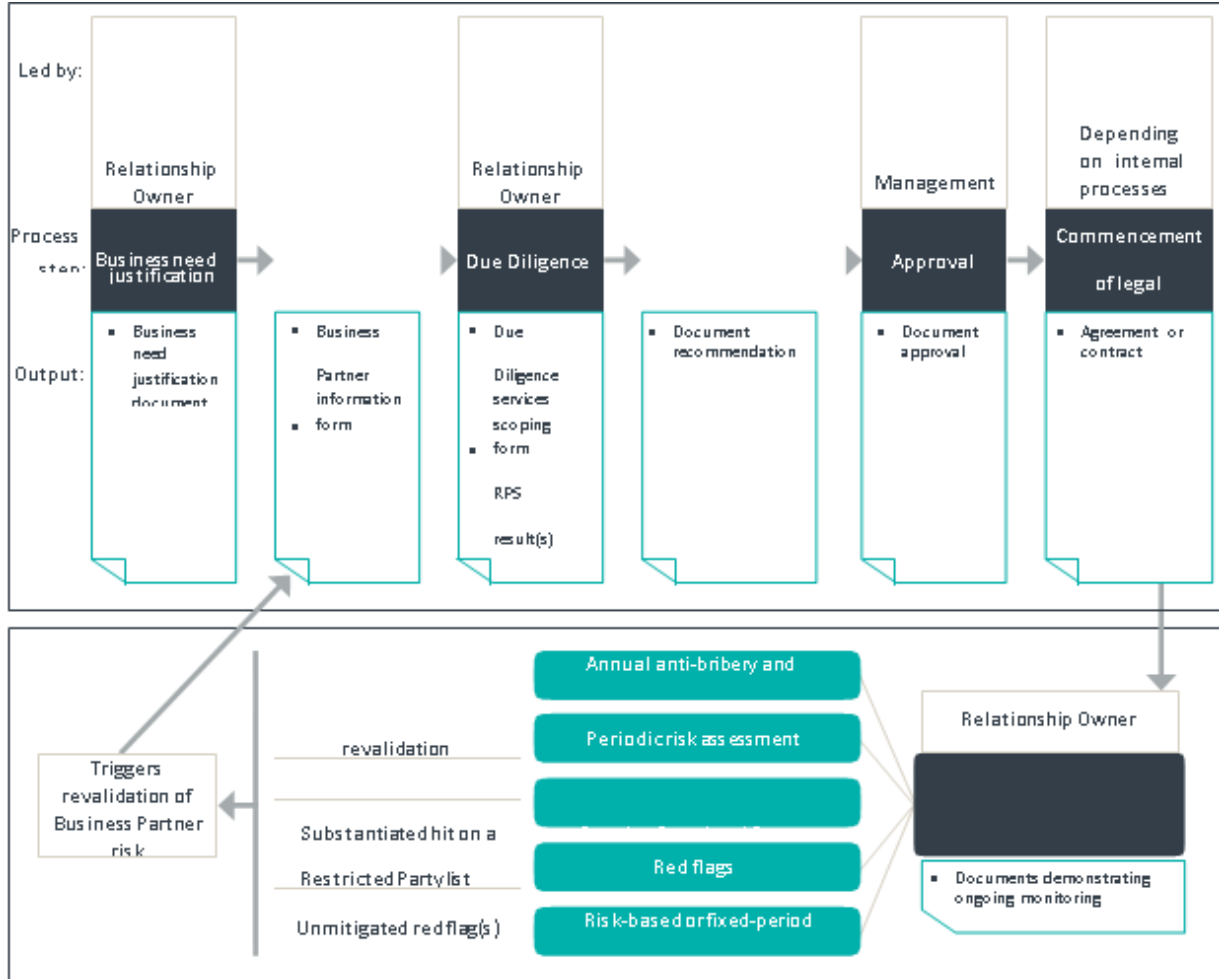 Led by:
Relationship
Owner
Relationship
Owner
Management
Depending
on internal
processes
Process
step:
Business need
justification
Due Diligence
Approval
Commencement
of legal
Output:
▪ Business
need
justification
document
▪ Business
Partner
information
▪ form
▪ Due
Diligence
services
scoping
▪ form
RPS
result(s)
▪ Document
recommendation
▪ Document
approval
▪ Agreement or
contract
Triggers
revalidation of
Business Partner
risk
revalidation
Substantiated hit on a
Restricted Party list
Unmitigated red flag(s)
Annual anti-bribery and
Periodic risk assessment
Red flags
Risk-based or fixed-period
Relationship Owner
▪ Documents demonstrating
ongoing monitoring